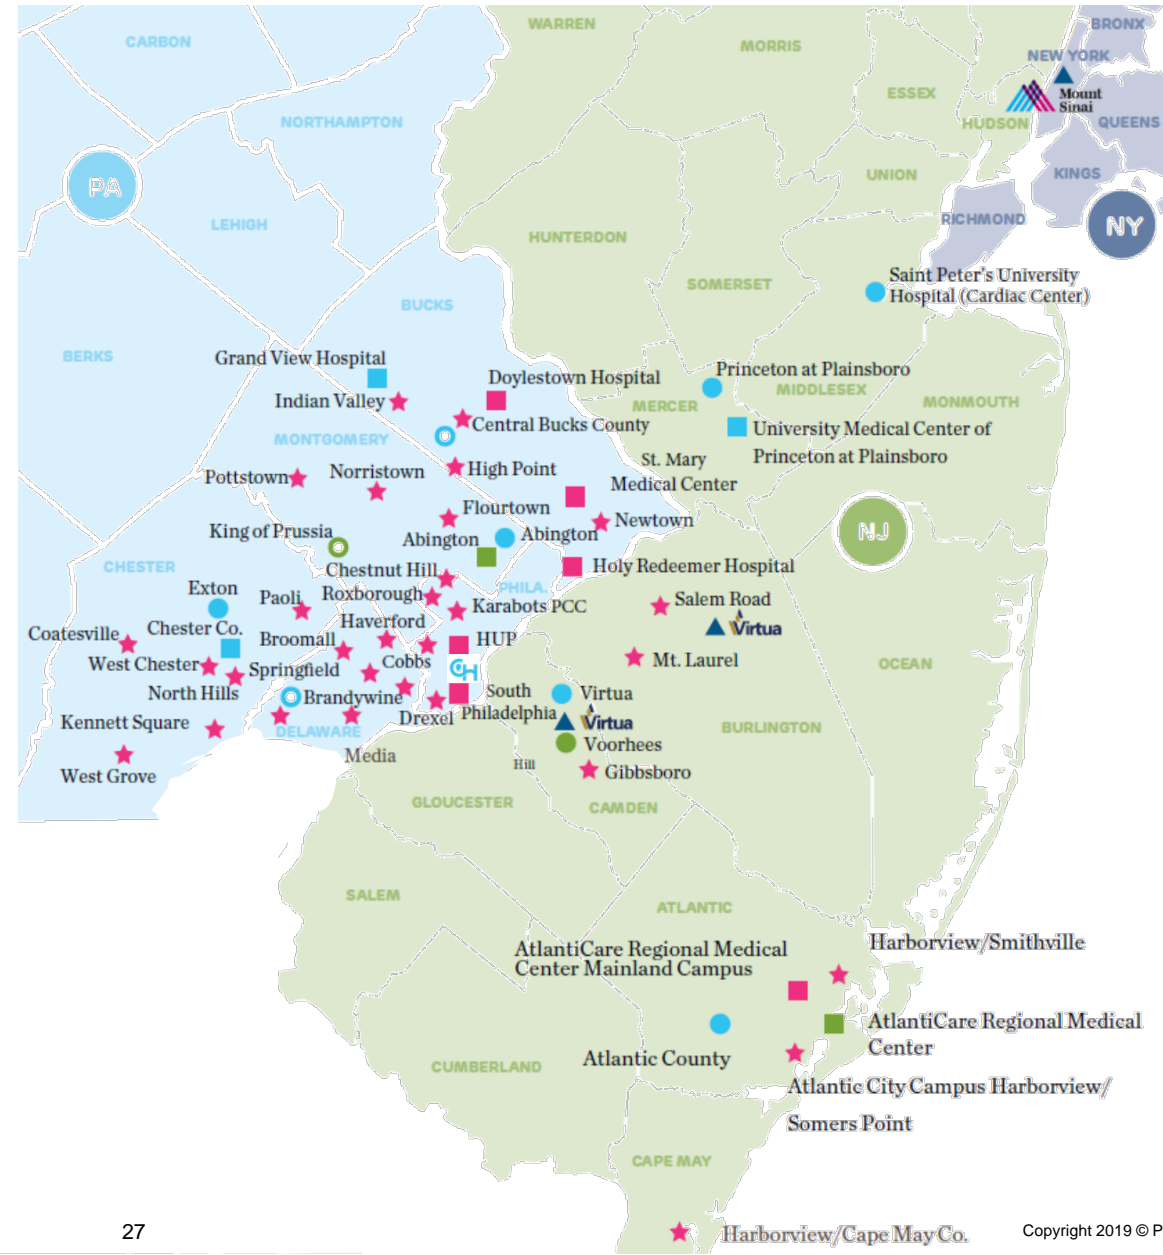 WARREN
BRONX
CARBON
MORRIS
NEW YORK
ESSEX
Mount
Sinai
NORTHAMPTON
HUDSON
QUEENS
UNION
KINGS
PA
LEHIGH
RICHMOND
NY
HUNTERDON
SOMERSET
Saint Peter's University
Hospital (Cardiac Center)
BUCKS
BERKS
Grand View Hospital
Princeton at Plainsboro
Doylestown Hospital
MIDDLESEX
Indian Valley
MERCER
MONMOUTH
Central Bucks County
University Medical Center of
Princeton at Plainsboro
MONTGOMERY
St. Mary
Medical Center
High Point
Pottstown
Norristown
Flourtown
Newtown
King of Prussia
Abington
Abington
NJ
CHESTER
Chestnut Hill
Holy Redeemer Hospital
PHILA.
Exton
Paoli
Roxborough
Karabots PCC
Salem Road
Virtua
Coatesville
Chester Co.
Broomall
Haverford
HUP
West Chester
Springfield
Cobbs
CH
Mt. Laurel
OCEAN
North Hills
Brandywine
South
Philadelphia
Virtua
Kennett Square
Drexel
Virtua
DELAWARE
BURLINGTON
Voorhees
Media
Hill
Gibbsboro
West Grove
GLOUCESTER
CAMDEN
SALEM
ATLANTIC
Harborview/Smithville
AtlantiCare Regional Medical
Center Mainland Campus
AtlantiCare Regional Medical
Center
Atlantic County
CUMBERLAND
Atlantic City Campus Harborview/
Somers Point
CAPE MAY
Harborview/Cape May Co.
27
Copyright 2019 © P